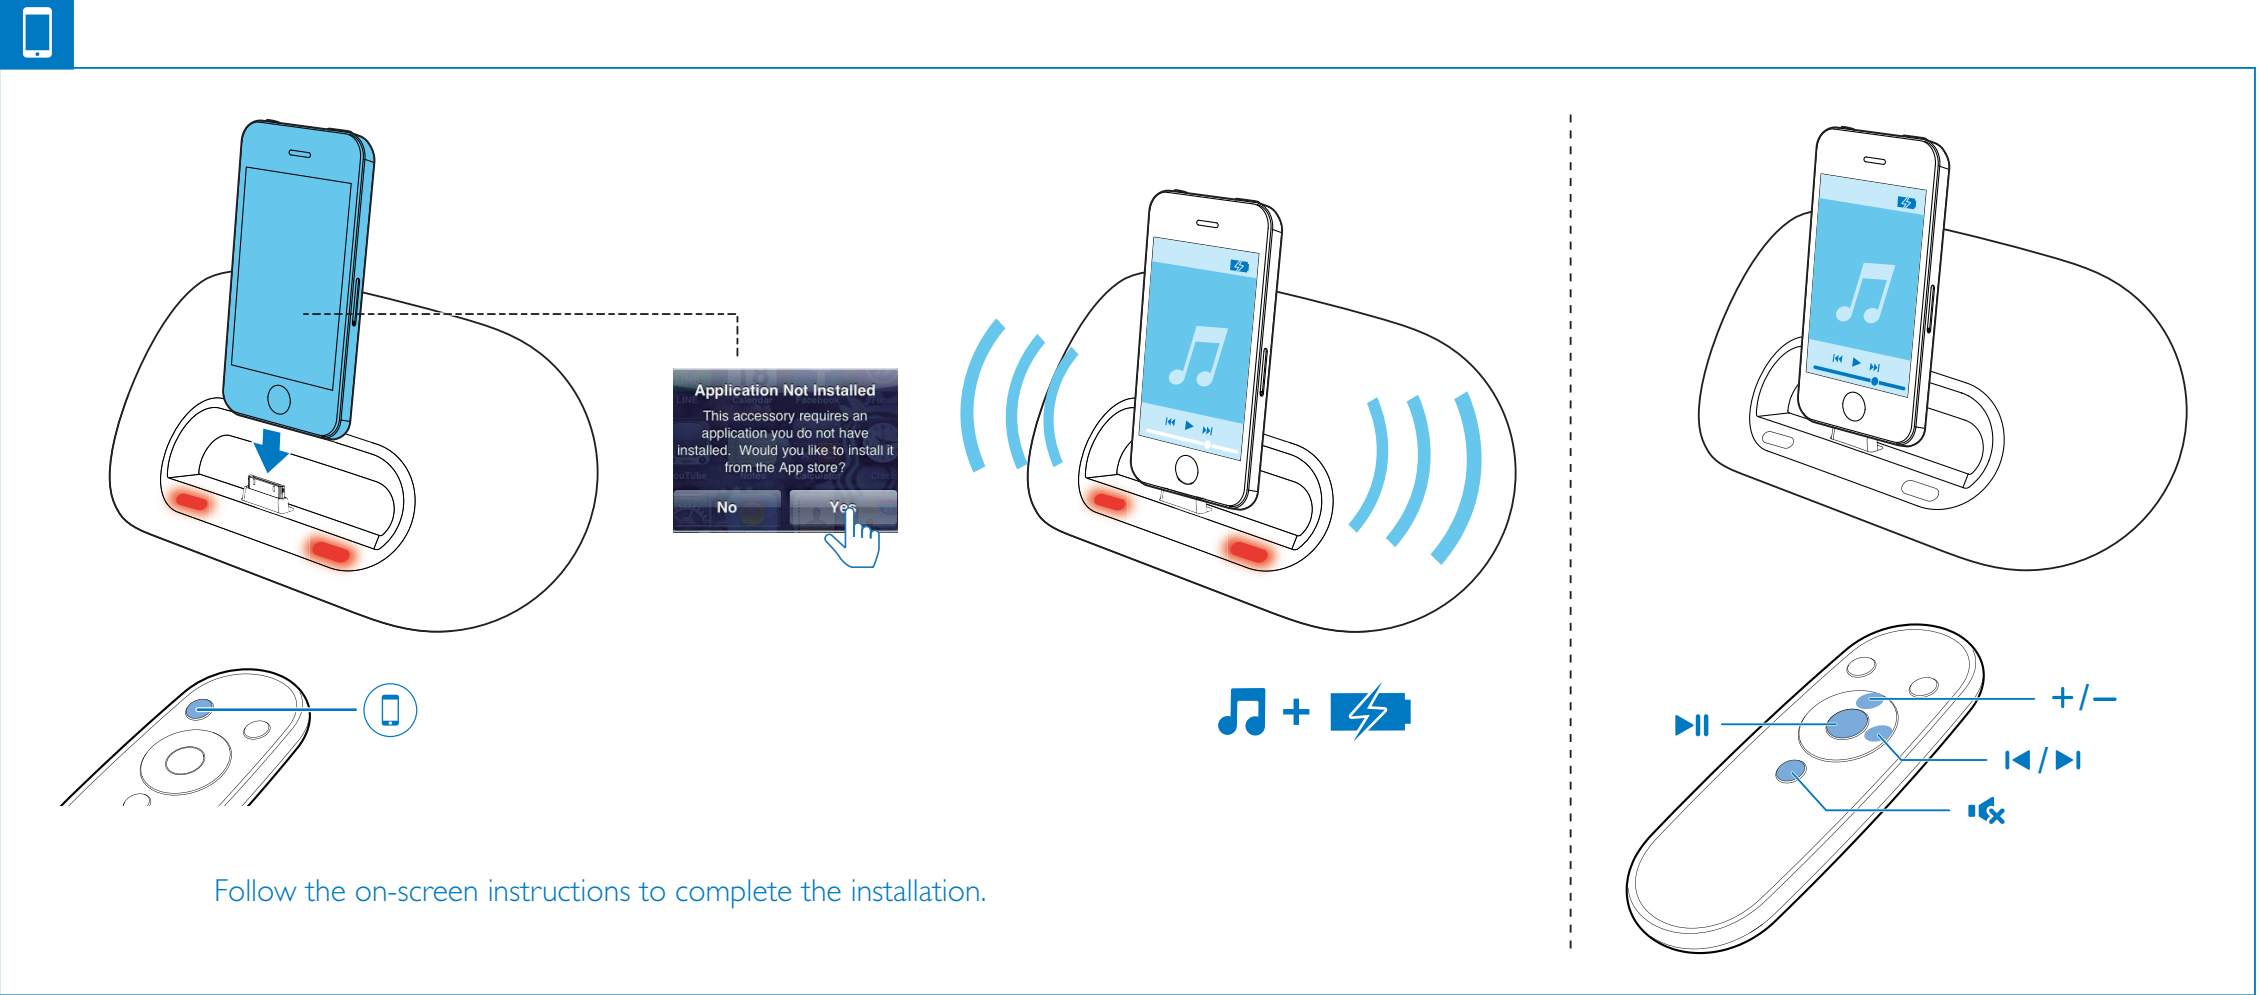 Application Not Installed
This accessory requires an
application you do not have
installed. Would you like to install it
from the App store?
No
Yes
+
+/−
/
Follow the on-screen instructions to complete the installation.